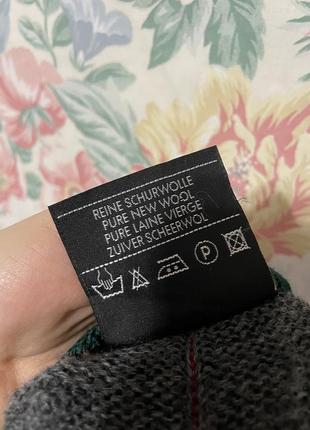 REINE SCHURWOLLE
PURE NEW WOOL
PURE LAINE VIERGE
ZUIVER SCHEERWOL
P